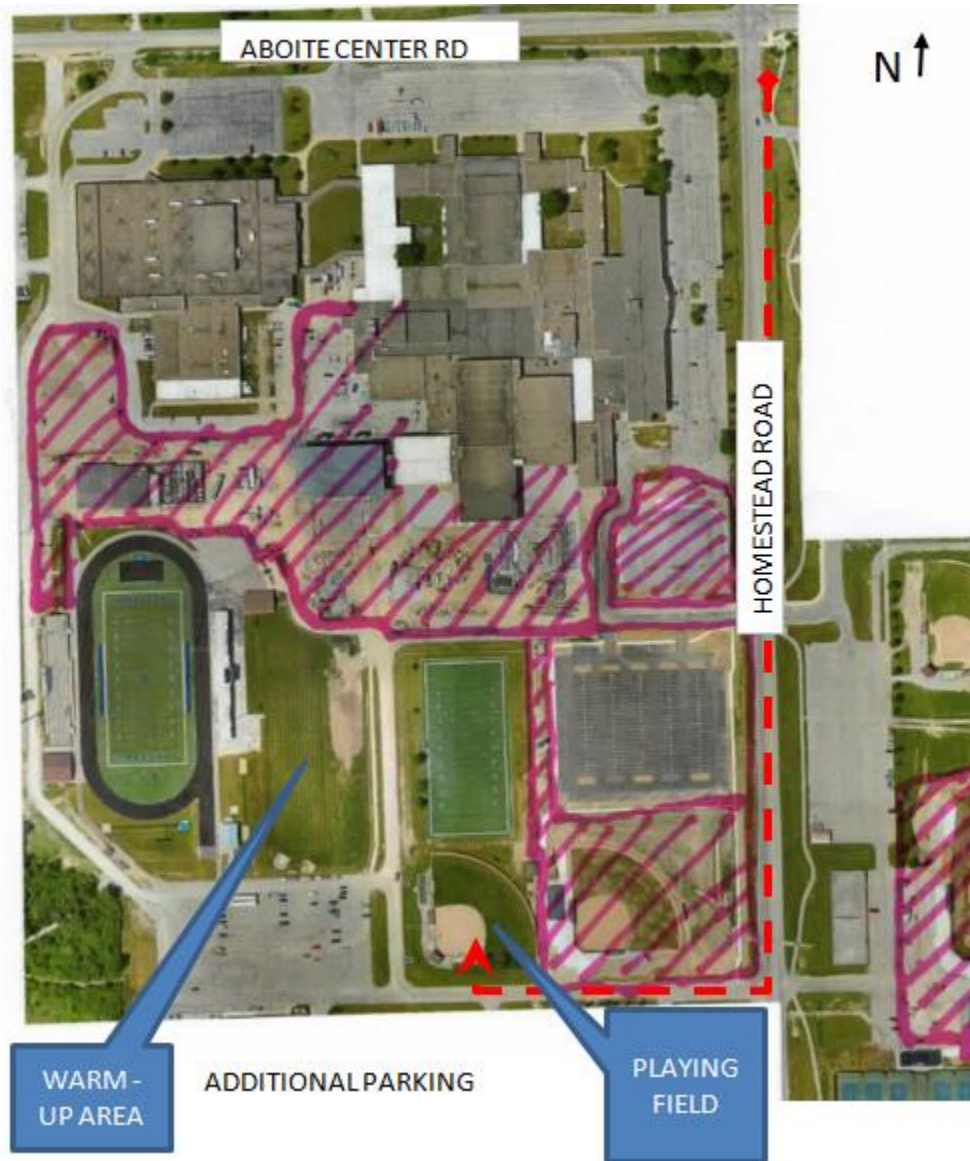 ABOITE CENTER RD
N
HOMESTEAD ROAD
WARM -
UP AREA
ADDITIONAL PARKING
PLAYING
FIELD